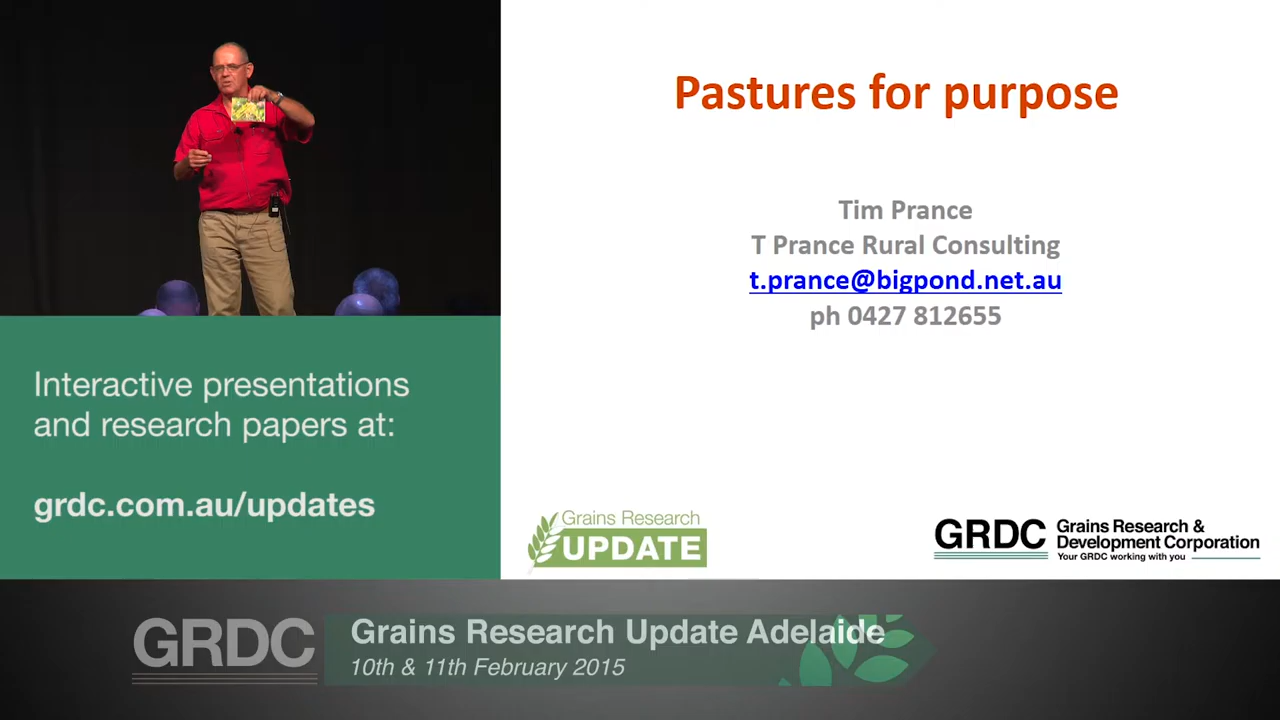 Pastures for purpose
Tim Prance
T Prance Rural Consulting
t.prance@bigpond.net.au
ph 0427 812655
Interactive presentations
and research papers at:
grdc.com.au/updates
Grains Research
UPDATE
GRDC
Grains Research &
Development Corporation
Your GRDC working with you
GRDC
Grains Research Update Adelaide
10th & 11th February 2015